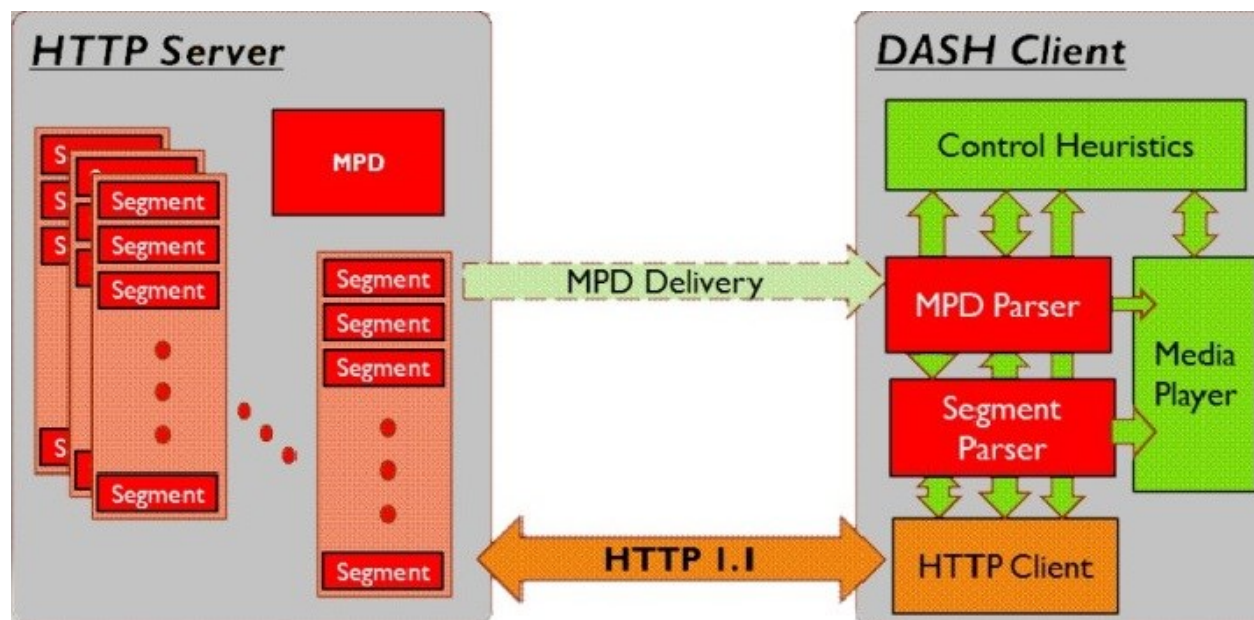 HTTP Server
DASH Client
MPD
Control Heuristics
S
S
S
S
Segment
Segment
Segment
Segment
Segment
Segment
Segment
Segment
MPD Delivery
MPD Parser
Media
Player
Segment
Parser
HTTP 1.1
HTTP Client